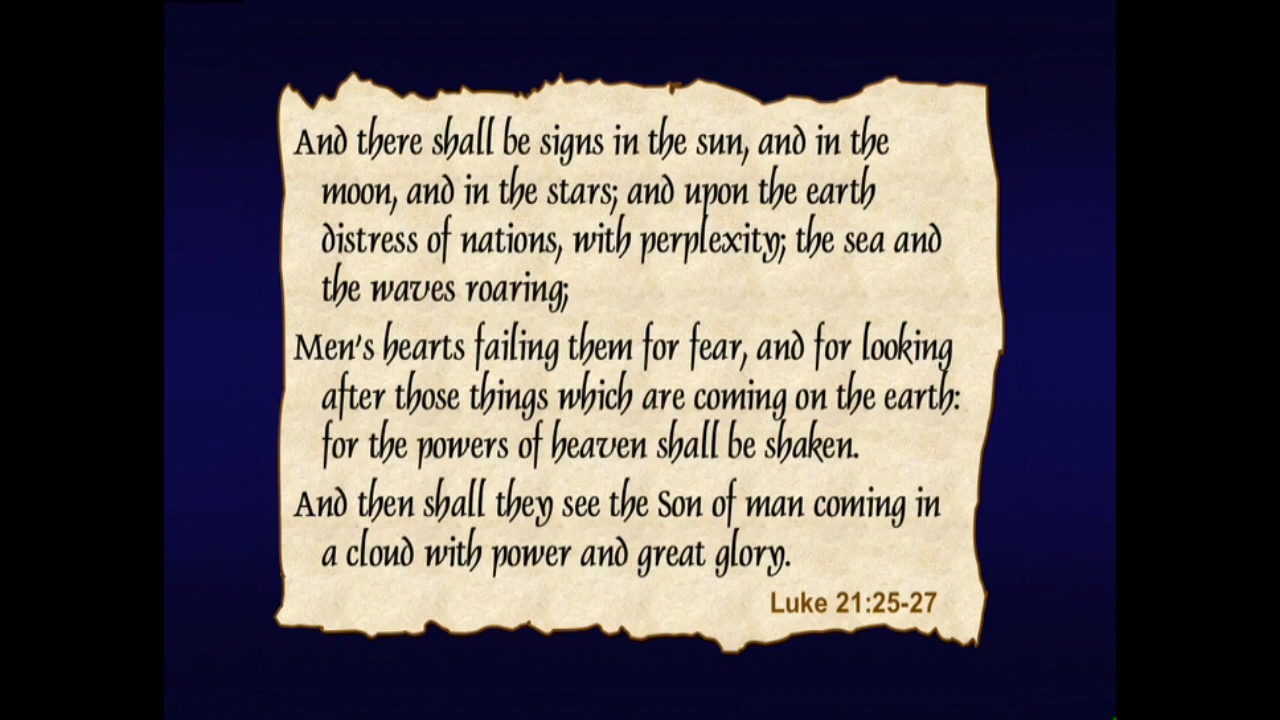 And there shall be signs in the sun, and in the
moon, and in the stars; and upon the earth
distress of nations, with perplexity; the sea and
the waves roaring;
Men's hearts failing them for fear, and for looking
after those things which are coming on the earth:
for the powers of heaven shall be shaken.
And then shall they see the Son of man coming in
a cloud with power and great glory.
Luke 21:25-27